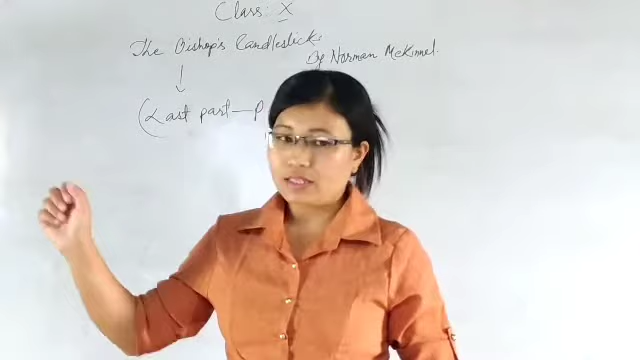 Class: X
The Bishop's Candlestick.
By Norman McKinnel.
(Last part — P